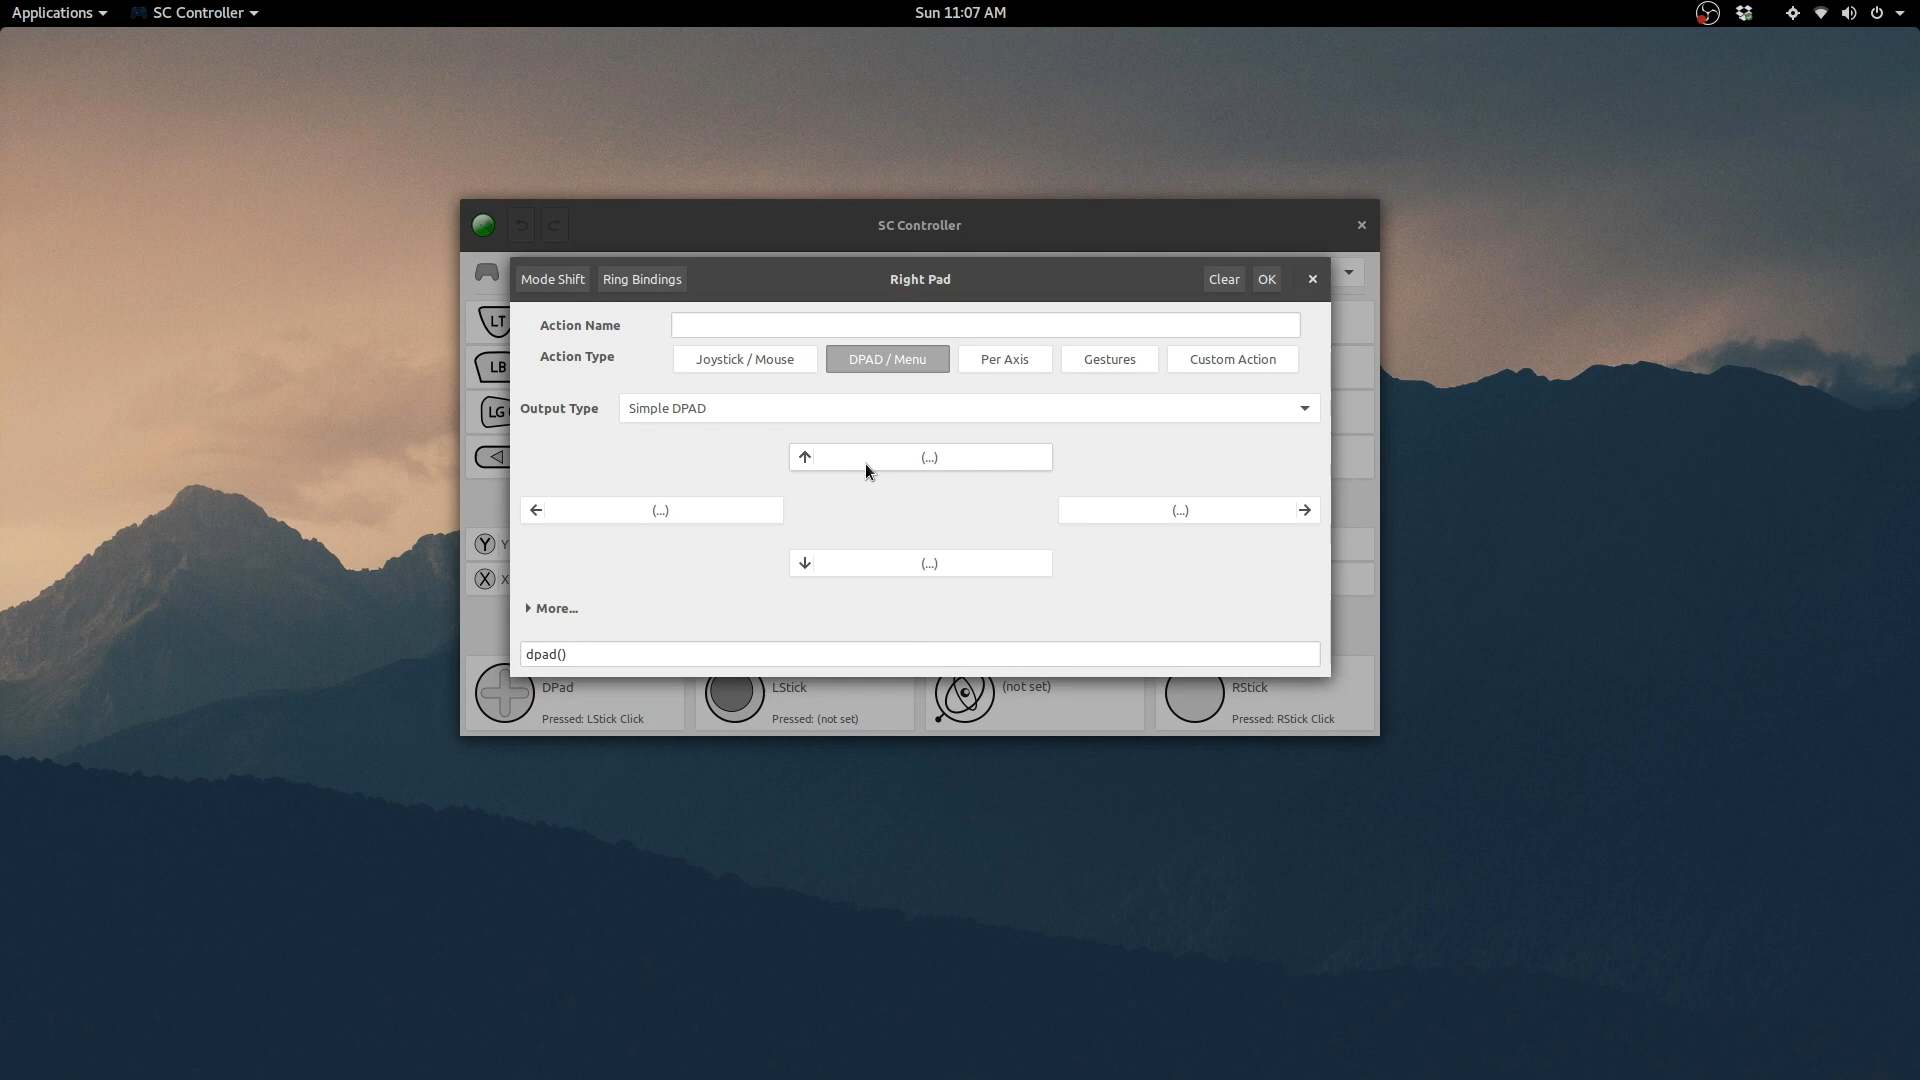 Applications SC Controller Sun 11:07 AM
SC Controller
Mode Shift Ring Bindings Right Pad Clear OK
LT
Action Name
Action Type Joystick / Mouse DPAD / Menu Per Axis Gestures Custom Action
LB
Output Type Simple DPAD
LG
(...)
(...) (...)
Y Y
(...)
X X
More...
dpad()
DPad LStick (not set) RStick
Pressed: LStick Click Pressed: (not set) Pressed: RStick Click